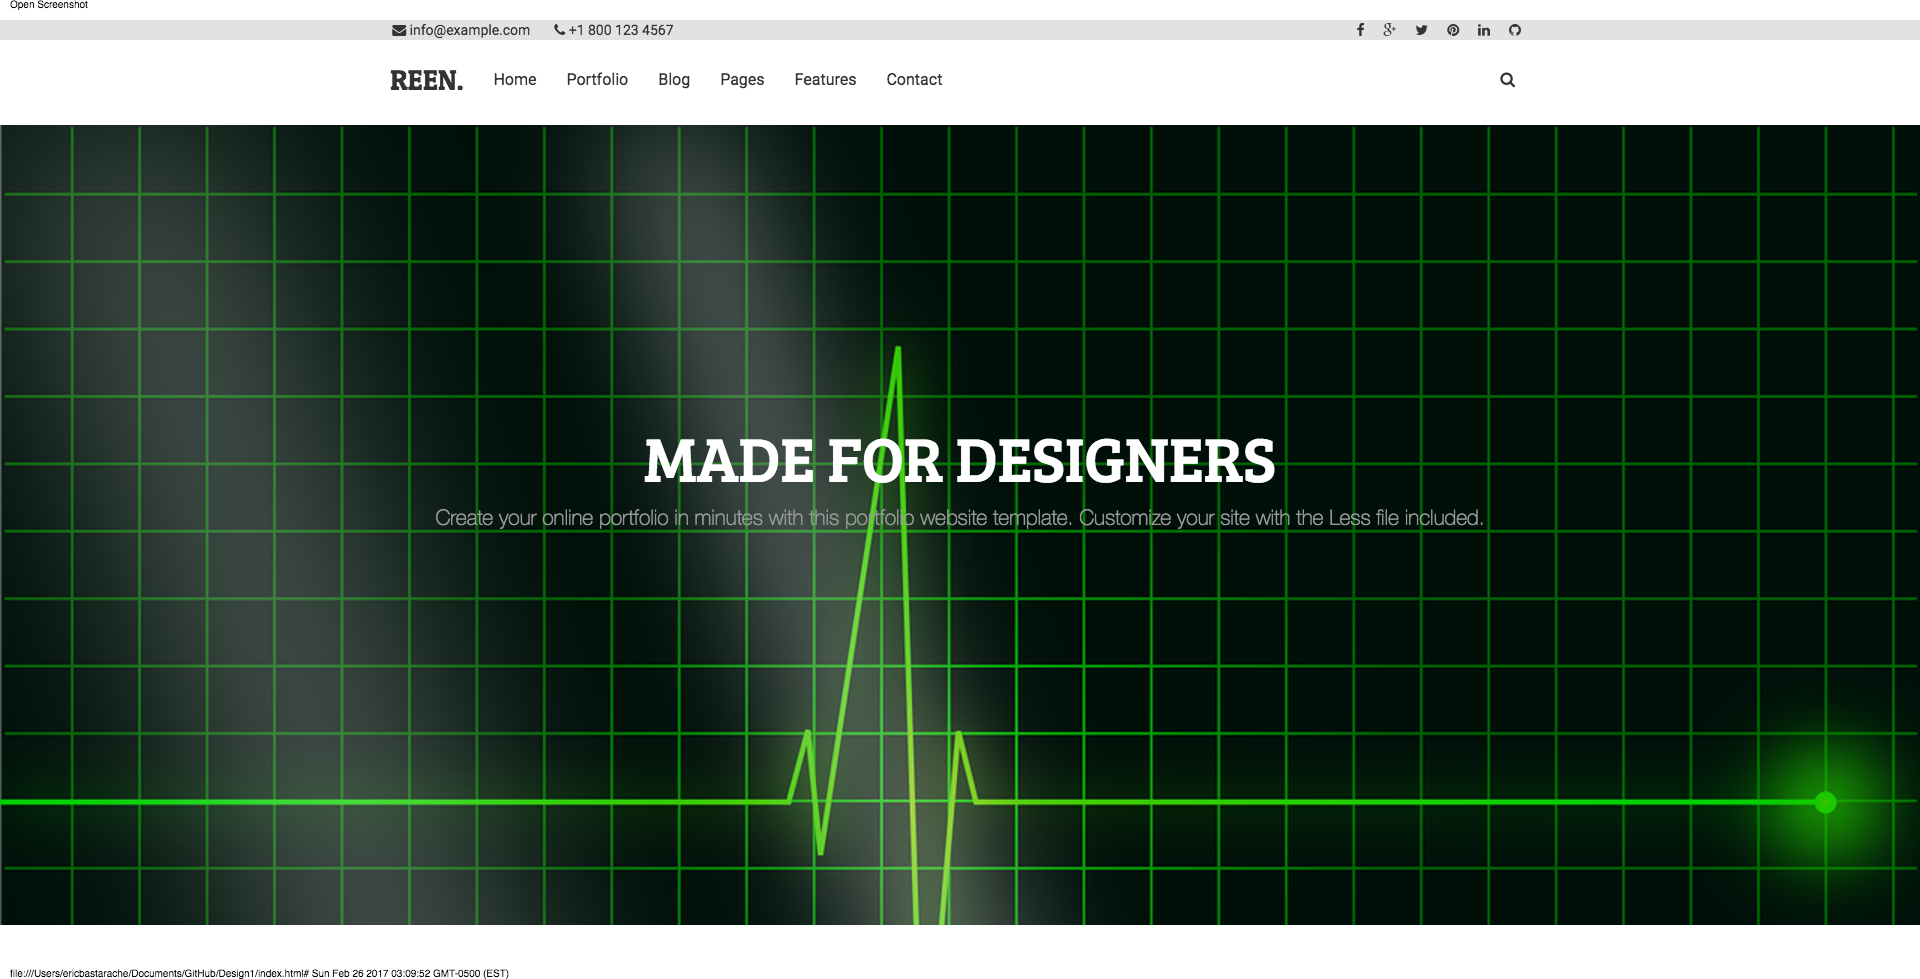 Open Screenshot
info@example.com +1 800 123 4567
REEN. Home Portfolio Blog Pages Features Contact
MADE FOR DESIGNERS
Create your online portfolio in minutes with this portfolio website template. Customize your site with the Less file included.
file:///Users/ericbastarache/Documents/GitHub/Design1/index.html# Sun Feb 26 2017 03:09:52 GMT-0500 (EST)